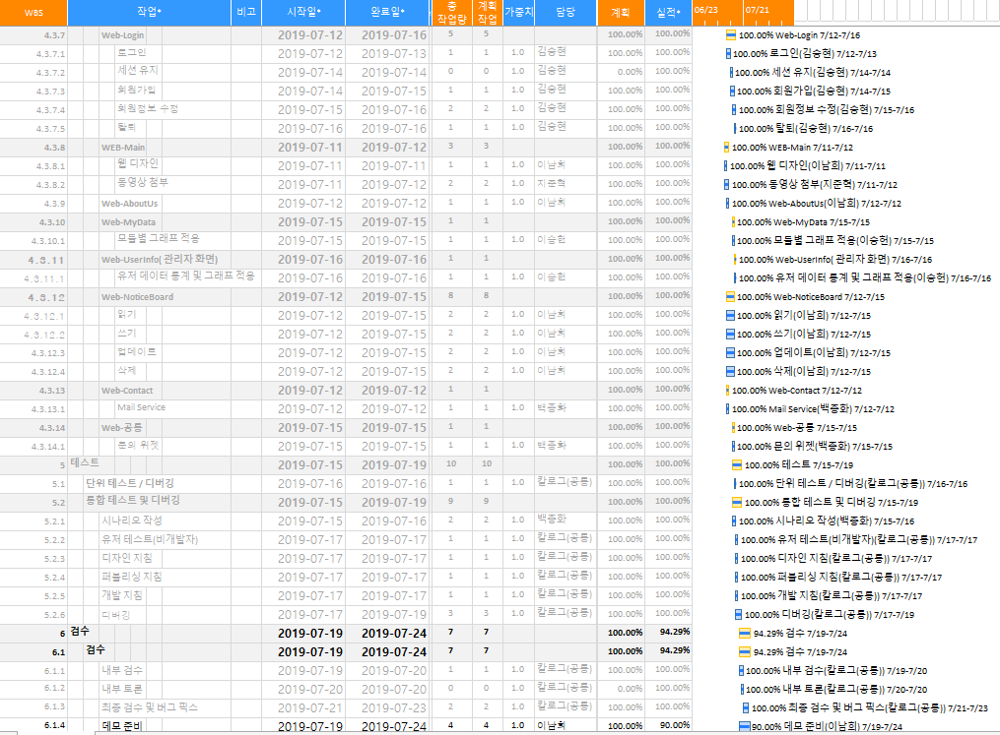 WBS 작업* 비고 시작일* 완료일* 총 작업량 계획 작업 가중치 담당 계획 실적* 06/23 07/21
4.3.7 Web-Login 2019-07-12 2019-07-16 5 5 100.00% 100.00% 100.00% Web-Login 7/12-7/16
4.3.7.1 로그인 2019-07-12 2019-07-13 1 1 1.0 김승현 100.00% 100.00% 100.00% 로그인(김승현) 7/12-7/13
4.3.7.2 세션 유지 2019-07-14 2019-07-14 0 0 1.0 김승현 0.00% 100.00% 100.00% 세션 유지(김승현) 7/14-7/14
4.3.7.3 회원가입 2019-07-14 2019-07-15 1 1 1.0 김승현 100.00% 100.00% 100.00% 회원가입(김승현) 7/14-7/15
4.3.7.4 회원정보 수정 2019-07-15 2019-07-16 2 2 1.0 김승현 100.00% 100.00% 100.00% 회원정보 수정(김승현) 7/15-7/16
4.3.7.5 탈퇴 2019-07-16 2019-07-16 1 1 1.0 김승현 100.00% 100.00% 100.00% 탈퇴(김승현) 7/16-7/16
4.3.8 WEB-Main 2019-07-11 2019-07-12 3 3 100.00% 100.00% 100.00% WEB-Main 7/11-7/12
4.3.8.1 웹 디자인 2019-07-11 2019-07-11 1 1 1.0 이남희 100.00% 100.00% 100.00% 웹 디자인(이남희) 7/11-7/11
4.3.8.2 동영상 첨부 2019-07-11 2019-07-12 2 2 1.0 지준혁 100.00% 100.00% 100.00% 동영상 첨부(지준혁) 7/11-7/12
4.3.9 Web-AboutUs 2019-07-12 2019-07-12 1 1 1.0 이남희 100.00% 100.00% 100.00% Web-AboutUs(이남희) 7/12-7/12
4.3.10 Web-MyData 2019-07-15 2019-07-15 1 1 100.00% 100.00% 100.00% Web-MyData 7/15-7/15
4.3.10.1 모듈별 그래프 적용 2019-07-15 2019-07-15 1 1 1.0 이승헌 100.00% 100.00% 100.00% 모듈별 그래프 적용(이승헌) 7/15-7/15
4.3.11 Web-UserInfo( 관리자 화면) 2019-07-16 2019-07-16 1 1 100.00% 100.00% 100.00% Web-UserInfo( 관리자 화면) 7/16-7/16
4.3.11.1 유저 데이터 통계 및 그래프 적용 2019-07-16 2019-07-16 1 1 1.0 이승헌 100.00% 100.00% 100.00% 유저 데이터 통계 및 그래프 적용(이승헌) 7/16-7/16
4.3.12 Web-NoticeBoard 2019-07-12 2019-07-15 8 8 100.00% 100.00% 100.00% Web-NoticeBoard 7/12-7/15
4.3.12.1 읽기 2019-07-12 2019-07-15 2 2 1.0 이남희 100.00% 100.00% 100.00% 읽기(이남희) 7/12-7/15
4.3.12.2 쓰기 2019-07-12 2019-07-15 2 2 1.0 이남희 100.00% 100.00% 100.00% 쓰기(이남희) 7/12-7/15
4.3.12.3 업데이트 2019-07-12 2019-07-15 2 2 1.0 이남희 100.00% 100.00% 100.00% 업데이트(이남희) 7/12-7/15
4.3.12.4 삭제 2019-07-12 2019-07-15 2 2 1.0 이남희 100.00% 100.00% 100.00% 삭제(이남희) 7/12-7/15
4.3.13 Web-Contact 2019-07-12 2019-07-12 1 1 100.00% 100.00% 100.00% Web-Contact 7/12-7/12
4.3.13.1 Mail Service 2019-07-12 2019-07-12 1 1 1.0 백종화 100.00% 100.00% 100.00% Mail Service(백종화) 7/12-7/12
4.3.14 Web-공통 2019-07-15 2019-07-15 1 1 100.00% 100.00% 100.00% Web-공통 7/15-7/15
4.3.14.1 문의 위젯 2019-07-15 2019-07-15 1 1 1.0 백종화 100.00% 100.00% 100.00% 문의 위젯(백종화) 7/15-7/15
5 테스트 2019-07-15 2019-07-19 10 10 100.00% 100.00% 100.00% 테스트 7/15-7/19
5.1 단위 테스트 / 디버깅 2019-07-16 2019-07-16 1 1 1.0 칼로그(공통) 100.00% 100.00% 100.00% 단위 테스트 / 디버깅(칼로그(공통)) 7/16-7/16
5.2 통합 테스트 및 디버깅 2019-07-15 2019-07-19 9 9 100.00% 100.00% 100.00% 통합 테스트 및 디버깅 7/15-7/19
5.2.1 시나리오 작성 2019-07-15 2019-07-16 2 2 1.0 백종화 100.00% 100.00% 100.00% 시나리오 작성(백종화) 7/15-7/16
5.2.2 유저 테스트(비개발자) 2019-07-17 2019-07-17 1 1 1.0 칼로그(공통) 100.00% 100.00% 100.00% 유저 테스트(비개발자)(칼로그(공통)) 7/17-7/17
5.2.3 디자인 지침 2019-07-17 2019-07-17 1 1 1.0 칼로그(공통) 100.00% 100.00% 100.00% 디자인 지침(칼로그(공통)) 7/17-7/17
5.2.4 퍼블리싱 지침 2019-07-17 2019-07-17 1 1 1.0 칼로그(공통) 100.00% 100.00% 100.00% 퍼블리싱 지침(칼로그(공통)) 7/17-7/17
5.2.5 개발 지침 2019-07-17 2019-07-17 1 1 1.0 칼로그(공통) 100.00% 100.00% 100.00% 개발 지침(칼로그(공통)) 7/17-7/17
5.2.6 디버깅 2019-07-17 2019-07-19 3 3 1.0 칼로그(공통) 100.00% 100.00% 100.00% 디버깅(칼로그(공통)) 7/17-7/19
6 검수 2019-07-19 2019-07-24 7 7 100.00% 94.29% 94.29% 검수 7/19-7/24
6.1 검수 2019-07-19 2019-07-24 7 7 100.00% 94.29% 94.29% 검수 7/19-7/24
6.1.1 내부 검수 2019-07-19 2019-07-20 1 1 1.0 칼로그(공통) 100.00% 100.00% 100.00% 내부 검수(칼로그(공통)) 7/19-7/20
6.1.2 내부 토론 2019-07-20 2019-07-20 0 0 1.0 칼로그(공통) 0.00% 100.00% 100.00% 내부 토론(칼로그(공통)) 7/20-7/20
6.1.3 최종 검수 및 버그 픽스 2019-07-21 2019-07-23 2 2 1.0 칼로그(공통) 100.00% 100.00% 100.00% 최종 검수 및 버그 픽스(칼로그(공통)) 7/21-7/23
6.1.4 데모 준비 2019-07-19 2019-07-24 4 4 1.0 이남희 100.00% 90.00% 90.00% 데모 준비(이남희) 7/19-7/24